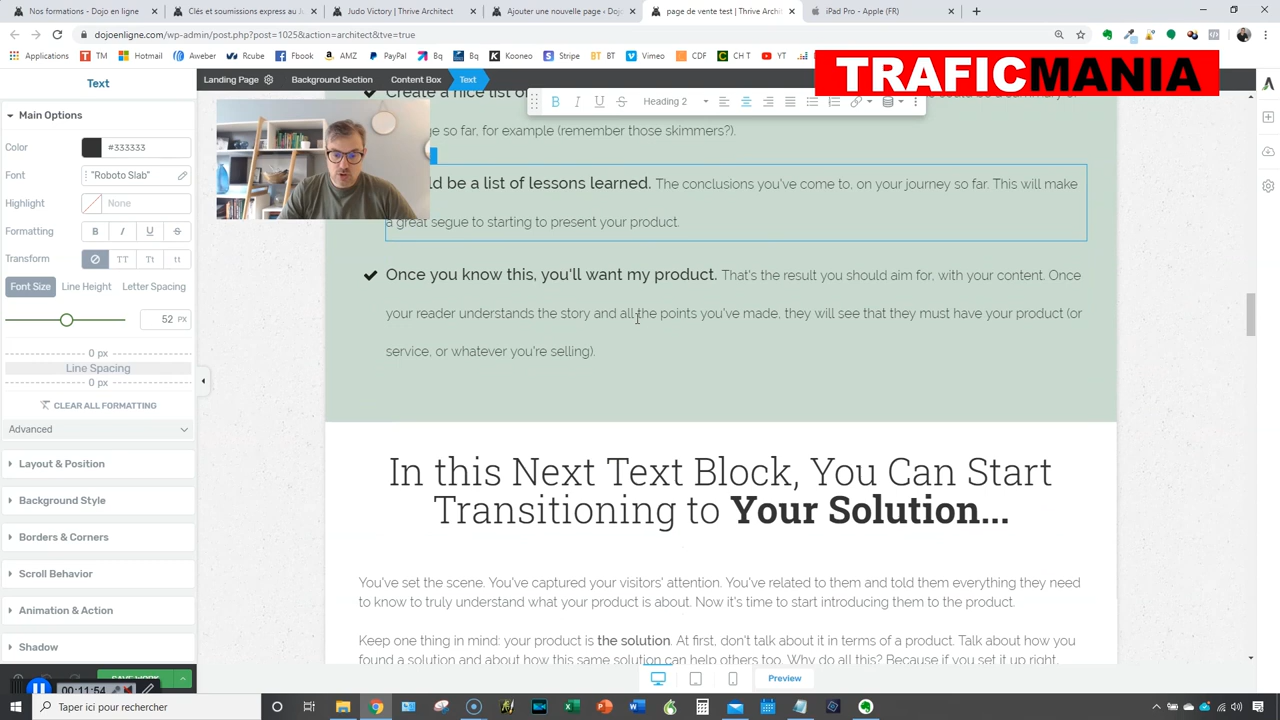 Nos formations - Dojoe
Conseils soumissions express au J
Judo Victory | Thrive Architect
Ajouter une nouvelle page ‹ Doj
page de vente test | Thrive Archit
iPad Pro - Apple (FR)
dojoenligne.com/wp-admin/post.php?post=1025&action=architect&tve=true
Applications
TM
Hotmail
Aweber
Rcube
Fbook
TMA
Vimeo
Bq
Bq
Kooneo
Stripe
BT
BT
Kooneo
CDF
CH T
YT
TRAFICMANIA
Text
Landing Page
Background Section
Content Box
Text
Main Options
Color
#333333
Font
"Roboto Slab"
Highlight
None
Formatting
B I U S
Transform
TT Tt tt
Font Size
Line Height
Letter Spacing
52 PX
0 px
Line Spacing
0 px
CLEAR ALL FORMATTING
Advanced
Layout & Position
Background Style
Borders & Corners
Scroll Behavior
Animation & Action
Shadow
SAVE WORK
B I U S Heading 2
Create a nice list of
e so far, for example (remember those skimmers?).
ld be a list of lessons learned. The conclusions you've come to, on your journey so far. This will make
a great segue to starting to present your product.
Once you know this, you'll want my product. That's the result you should aim for, with your content. Once
your reader understands the story and all the points you've made, they will see that they must have your product (or
service, or whatever you're selling).
In this Next Text Block, You Can Start
Transitioning to Your Solution...
You've set the scene. You've captured your visitors' attention. You've related to them and told them everything they need
to know to truly understand what your product is about. Now it's time to start introducing them to the product.
Keep one thing in mind: your product is the solution. At first, don't talk about it in terms of a product. Talk about how you
found a solution and about how this same solution can help others too. Why do all this? Because if you set it up right,
Preview
00:11:54
Taper ici pour rechercher